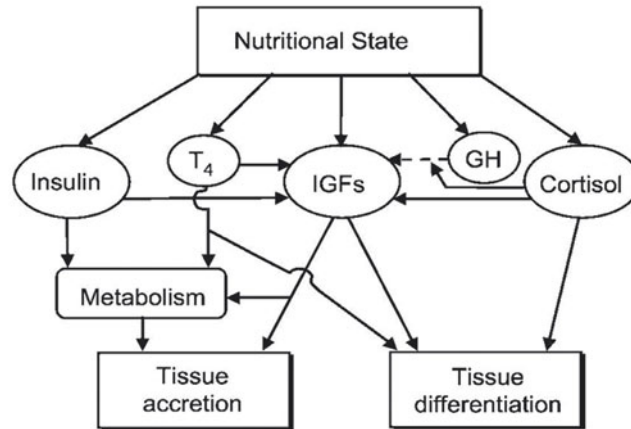 Nutritional State
Insulin
T4
IGFs
GH
Cortisol
Metabolism
Tissue
accretion
Tissue
differentiation